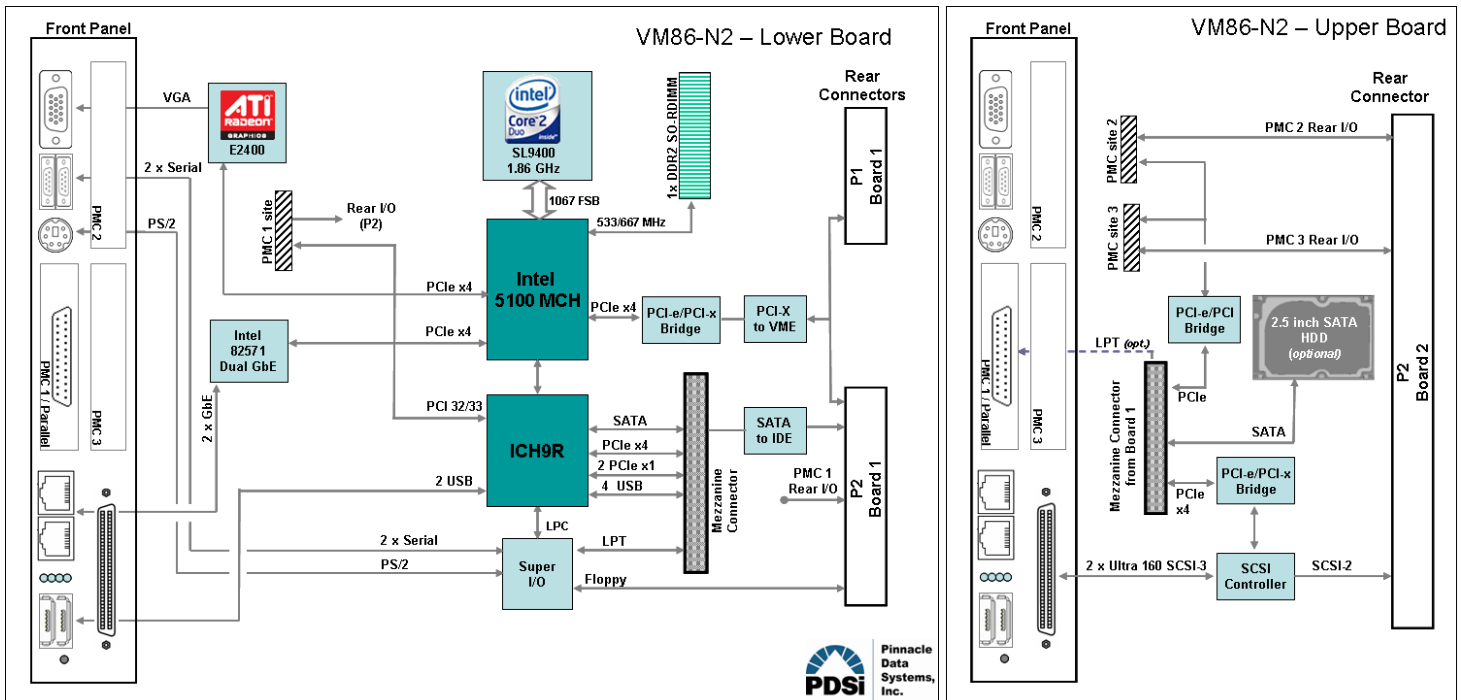 Front Panel
VM86-N2 – Lower Board
VGA
ATI
RADEON
GRAPHICS
E2400
intel
Core™2
Duo
inside™
SL9400
1.86 GHz
1x DDR2 SO-RDIMM
Rear
Connectors
P1
Board 1
2 x Serial
PMC 2
PS/2
PMC 1 site
Rear I/O
(P2)
1067 FSB
533/667 MHz
Intel
5100 MCH
PCIe x4
PCIe x4
PCIe x4
PCI-e/PCI-x
Bridge
PCI-X
to VME
Intel
82571
Dual GbE
PMC 1 / Parallel
PMC 3
2 x GbE
PCI 32/33
ICH9R
SATA
PCIe x4
2 PCIe x1
4 USB
2 USB
SATA
to IDE
PMC 1
Rear I/O
Mezzanine
Connector
P2
Board 1
LPC
2 x Serial
PS/2
Super
I/O
LPT
Floppy
PDSi
Pinnacle
Data
Systems,
Inc.
Front Panel
VM86-N2 – Upper Board
Rear
Connector
PMC 2
PMC site 2
PMC 2 Rear I/O
PMC site 3
PMC 3 Rear I/O
PCI-e/PCI
Bridge
2.5 inch SATA
HDD
(optional)
LPT (opt.)
PMC 1 / Parallel
PMC 3
Mezzanine Connector
from Board 1
PCIe
SATA
PCI-e/PCI-x
Bridge
PCIe
x4
P2
Board 2
2 x Ultra 160 SCSI-3
SCSI
Controller
SCSI-2